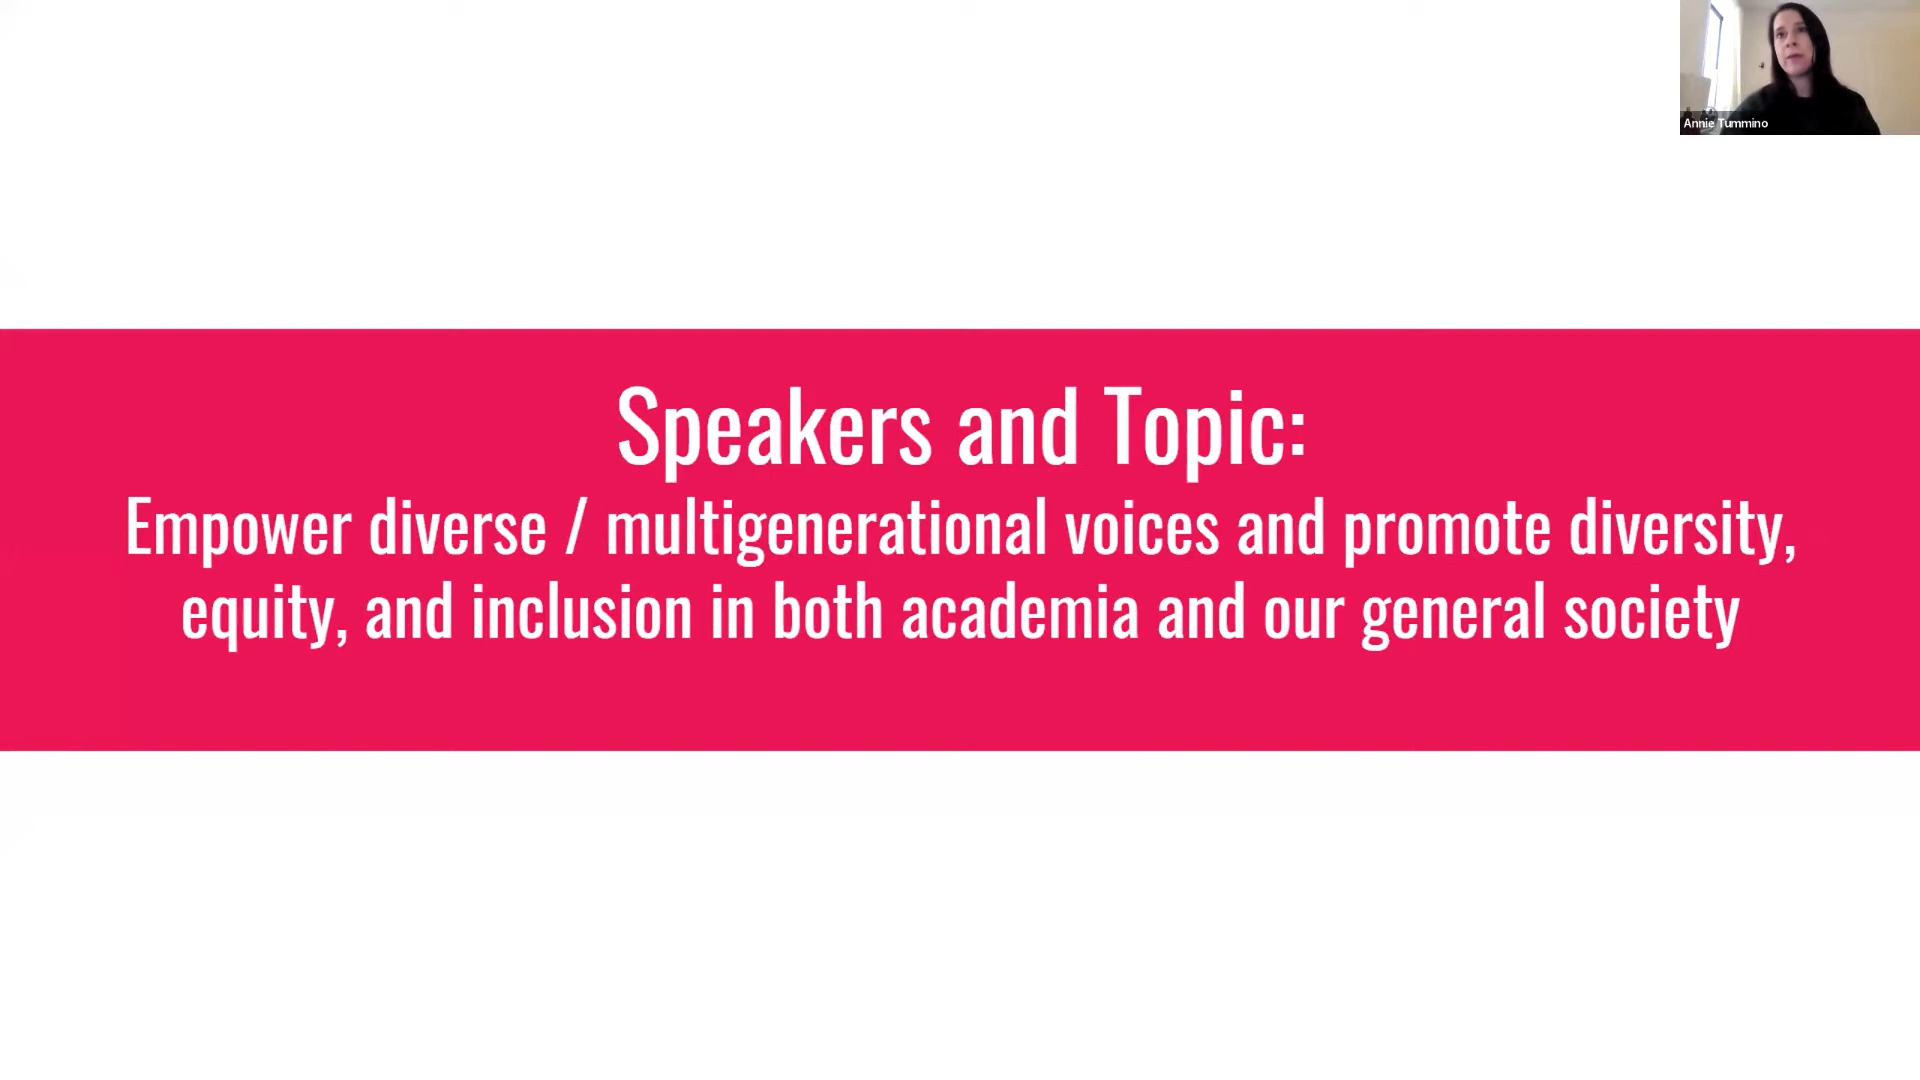 Annie Tummino
Speakers and Topic:
Empower diverse / multigenerational voices and promote diversity,
equity, and inclusion in both academia and our general society